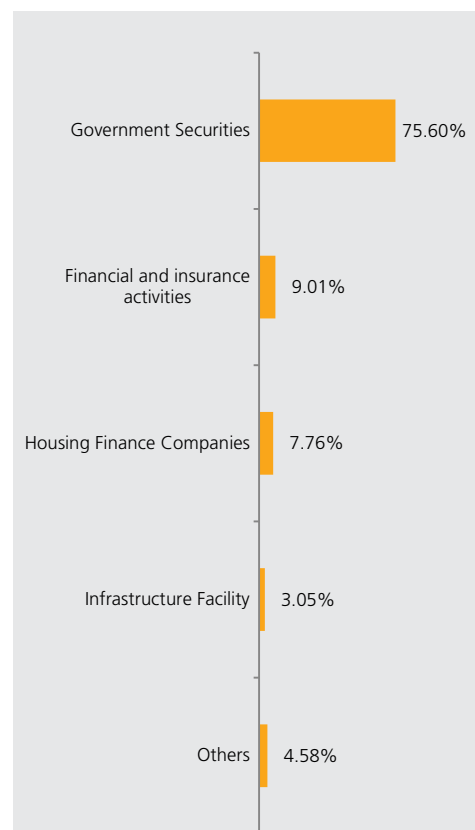 Government Securities
75.60%
Financial and insurance
activities
9.01%
Housing Finance Companies
7.76%
Infrastructure Facility
3.05%
Others
4.58%